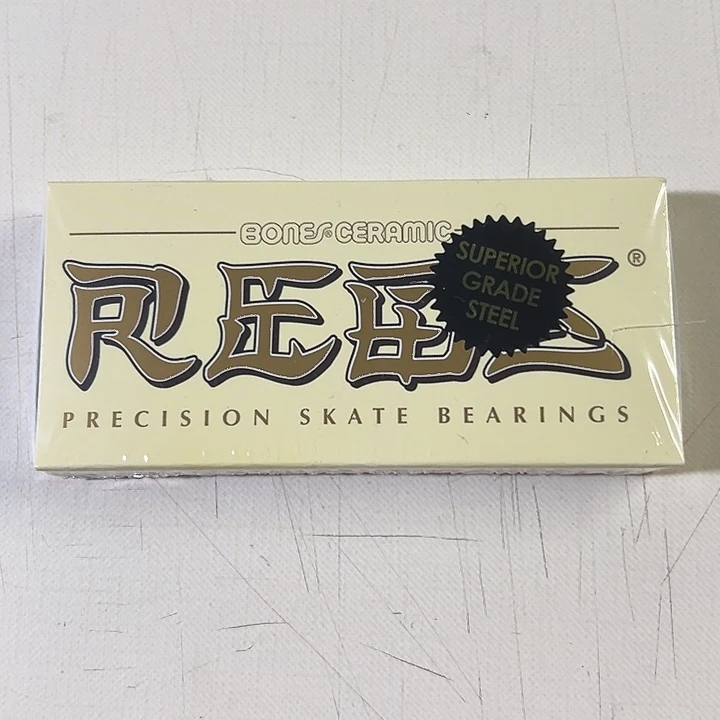 BONES® CERAMIC
REDS®
SUPERIOR
GRADE
STEEL
PRECISION SKATE BEARINGS